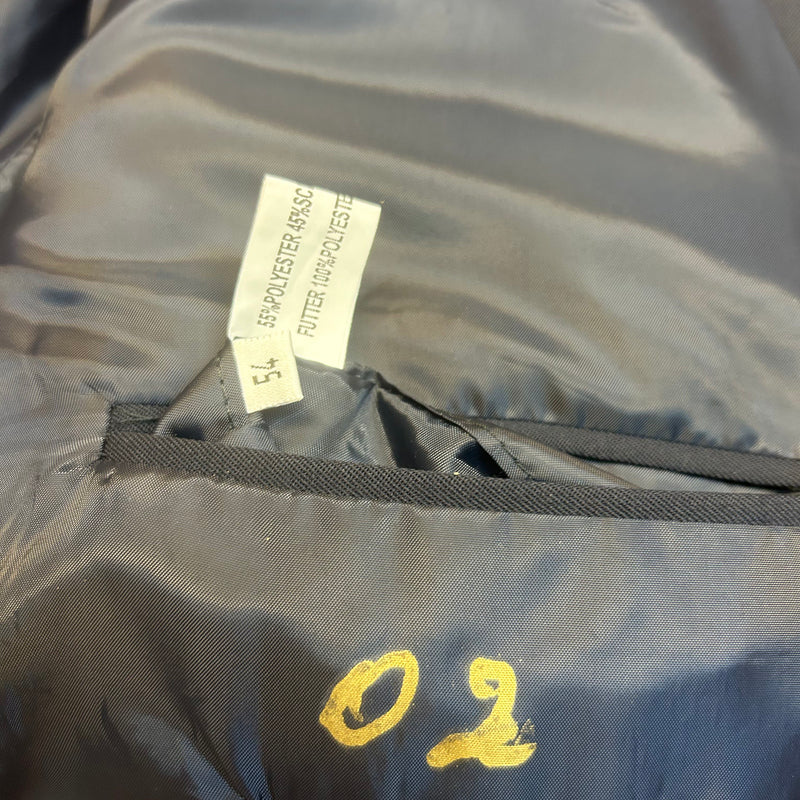 55%POLYESTER 45%SC
FUTTER 100%POLYESTE
54
02